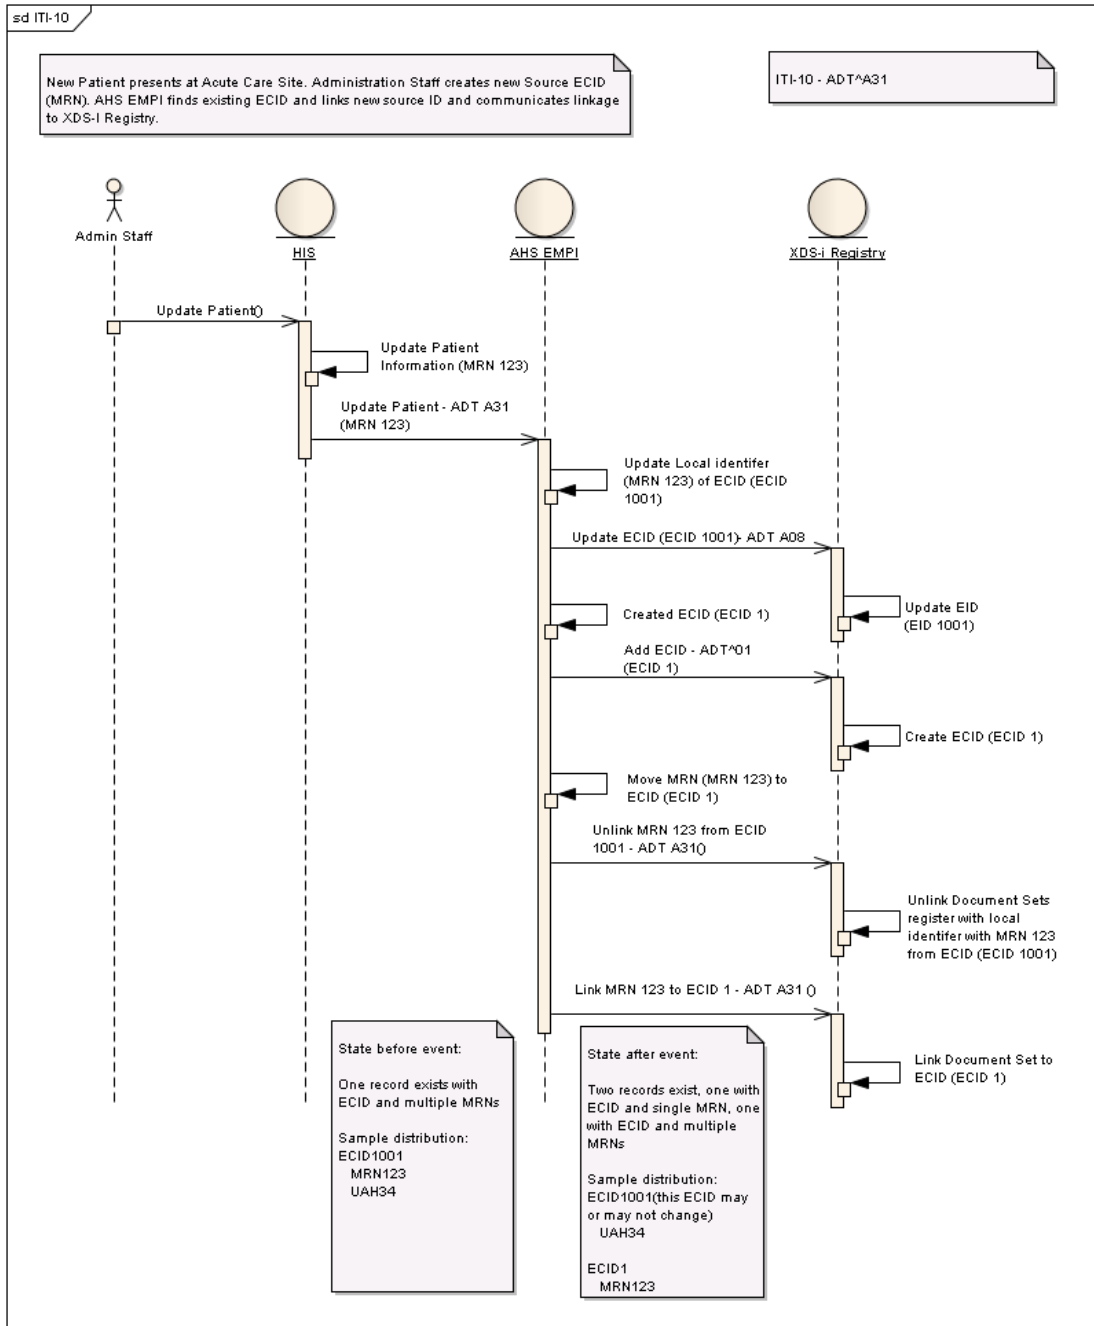 sd ITI-10
New Patient presents at Acute Care Site. Administration Staff creates new Source ECID
(MRN). AHS EMPI finds existing ECID and links new source ID and communicates linkage
to XDS-I Registry.
ITI-10 - ADT^A31
Admin Staff
HIS
AHS EMPI
XDS-i Registry
Update Patient()
Update Patient
Information (MRN 123)
Update Patient - ADT A31
(MRN 123)
Update Local identifer
(MRN 123) of ECID (ECID
1001)
Update ECID (ECID 1001)- ADT A08
Update EID
(EID 1001)
Created ECID (ECID 1)
Add ECID - ADT^01
(ECID 1)
Create ECID (ECID 1)
Move MRN (MRN 123) to
ECID (ECID 1)
Unlink MRN 123 from ECID
1001 - ADT A31()
Unlink Document Sets
register with local
identifer with MRN 123
from ECID (ECID 1001)
Link MRN 123 to ECID 1 - ADT A31 ()
Link Document Set to
ECID (ECID 1)
State before event:
One record exists with
ECID and multiple MRNs
Sample distribution:
ECID1001
MRN123
UAH34
State after event:
Two records exist, one with
ECID and single MRN, one
with ECID and multiple
MRNs
Sample distribution:
ECID1001(this ECID may
or may not change)
UAH34
ECID1
MRN123